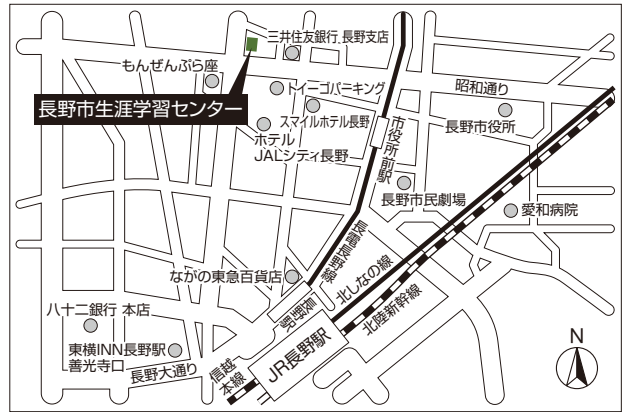 三井住友銀行 長野支店
もんぜんぷら座
トイーゴパーキング
昭和通り
長野市生涯学習センター
スマイルホテル長野
長野市役所
ホテル
JALシティ長野
市役所前駅
長野市民劇場
愛和病院
長電長野線
ながの東急百貨店
北しなの線
長野駅
北陸新幹線
八十二銀行 本店
JR長野駅
N
東横INN長野駅
善光寺口
信越
本線
長野大通り